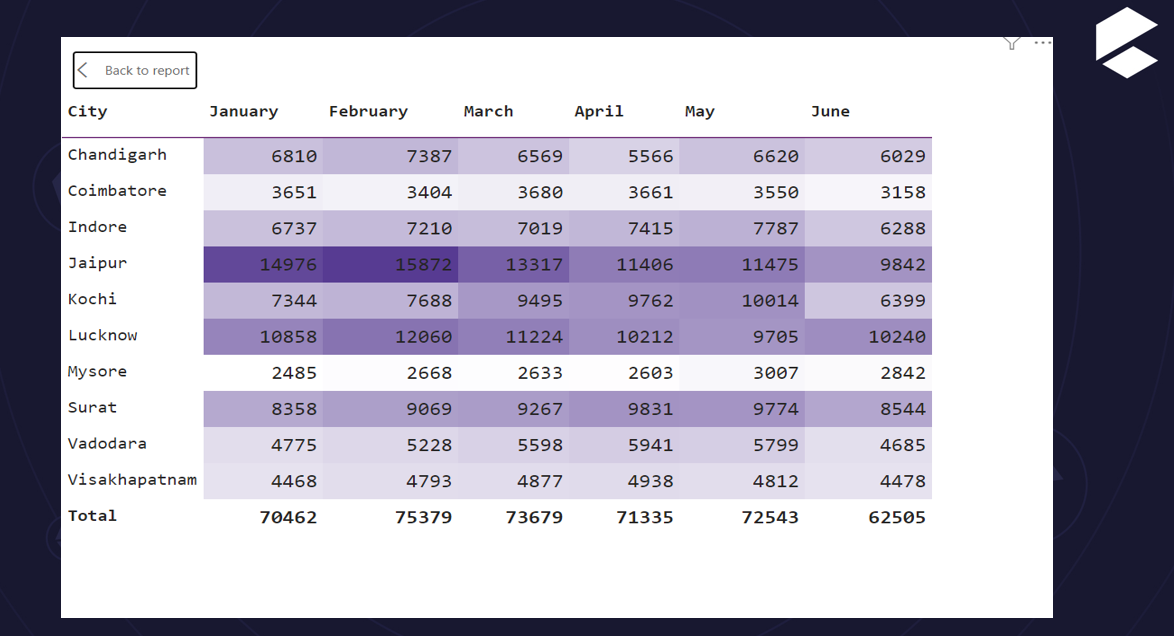 Back to report
City January February March April May June
Chandigarh 6810 7387 6569 5566 6620 6029
Coimbatore 3651 3404 3680 3661 3550 3158
Indore 6737 7210 7019 7415 7787 6288
Jaipur 14976 15872 13317 11406 11475 9842
Kochi 7344 7688 9495 9762 10014 6399
Lucknow 10858 12060 11224 10212 9705 10240
Mysore 2485 2668 2633 2603 3007 2842
Surat 8358 9069 9267 9831 9774 8544
Vadodara 4775 5228 5598 5941 5799 4685
Visakhapatnam 4468 4793 4877 4938 4812 4478
Total 70462 75379 73679 71335 72543 62505